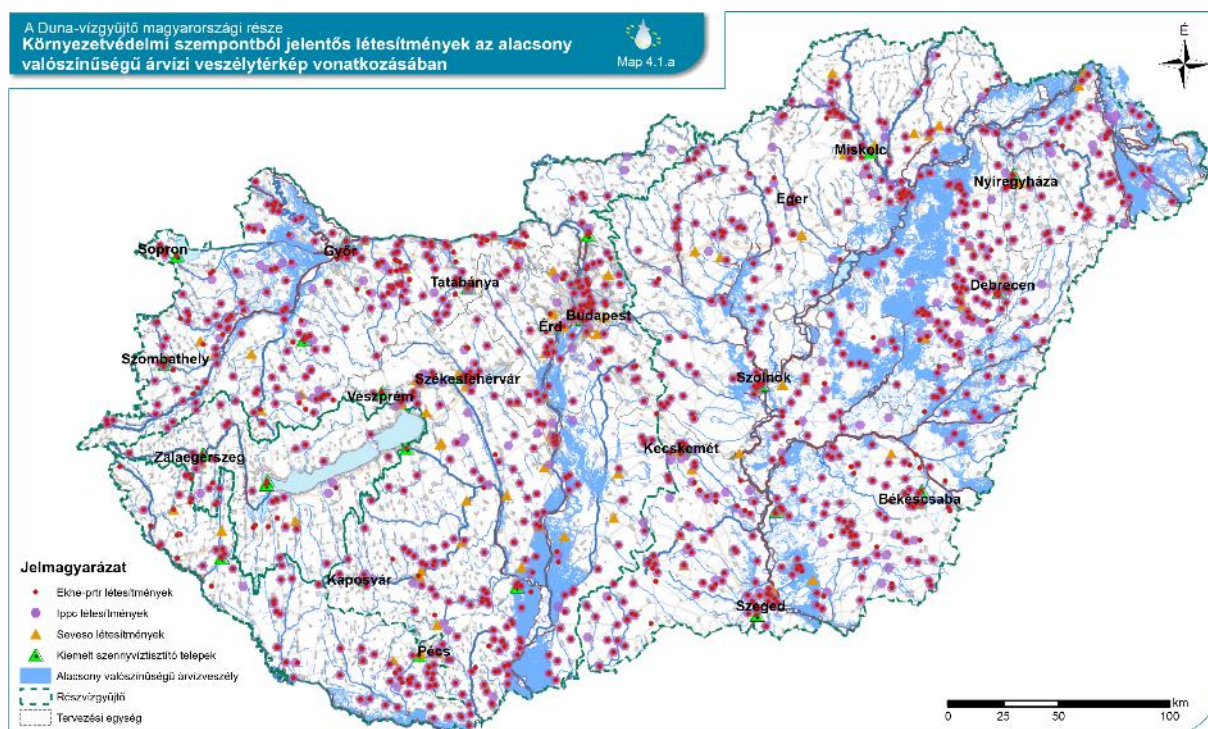 A Duna-vízgyűjtő magyarországi része
Környezetvédelmi szempontból jelentős létesítmények az alacsony
valószínűségű árvízi veszélytérkép vonatkozásában
Map 4.1.a
É
Miskolc
Nyíregyháza
Eger
Sopron
Győr
Tatabánya
Debrecen
Budapest
Érd
Szombathely
Székesfehérvár
Szolnok
Veszprém
Zalaegerszeg
Kecskemét
Békéscsaba
Kaposvár
Szeged
Pécs
Jelmagyarázat
Ekhe-prtr létesítmények
Ippc létesítmények
Seveso létesítmények
Kiemelt szennyvíztisztító telepek
Alacsony valószínűségű árvízveszély
Részvízgyűjtő
Tervezési egység
km
0 25 50 100